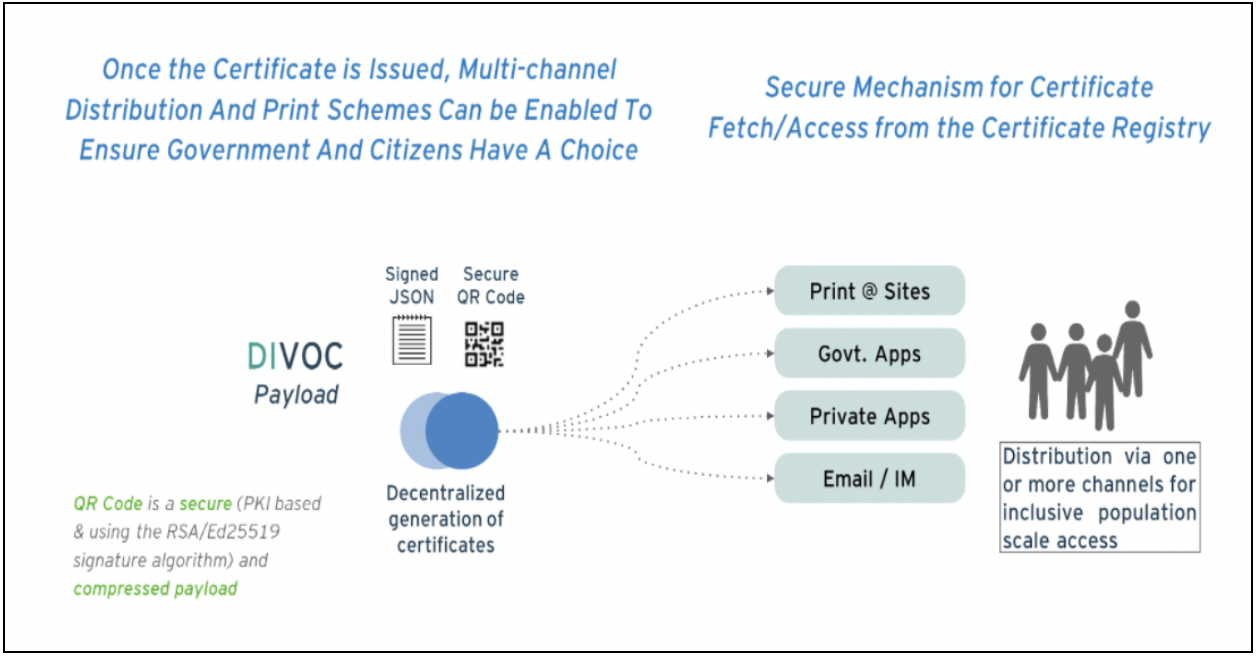 Once the Certificate is Issued, Multi-channel
Distribution And Print Schemes Can be Enabled To
Ensure Government And Citizens Have A Choice
Secure Mechanism for Certificate
Fetch/Access from the Certificate Registry
Signed
JSON
Secure
QR Code
DIVOC
Payload
Decentralized
generation of
certificates
QR Code is a secure (PKI based
& using the RSA/Ed25519
signature algorithm) and
compressed payload
Print @ Sites
Govt. Apps
Private Apps
Email / IM
Distribution via one
or more channels for
inclusive population
scale access